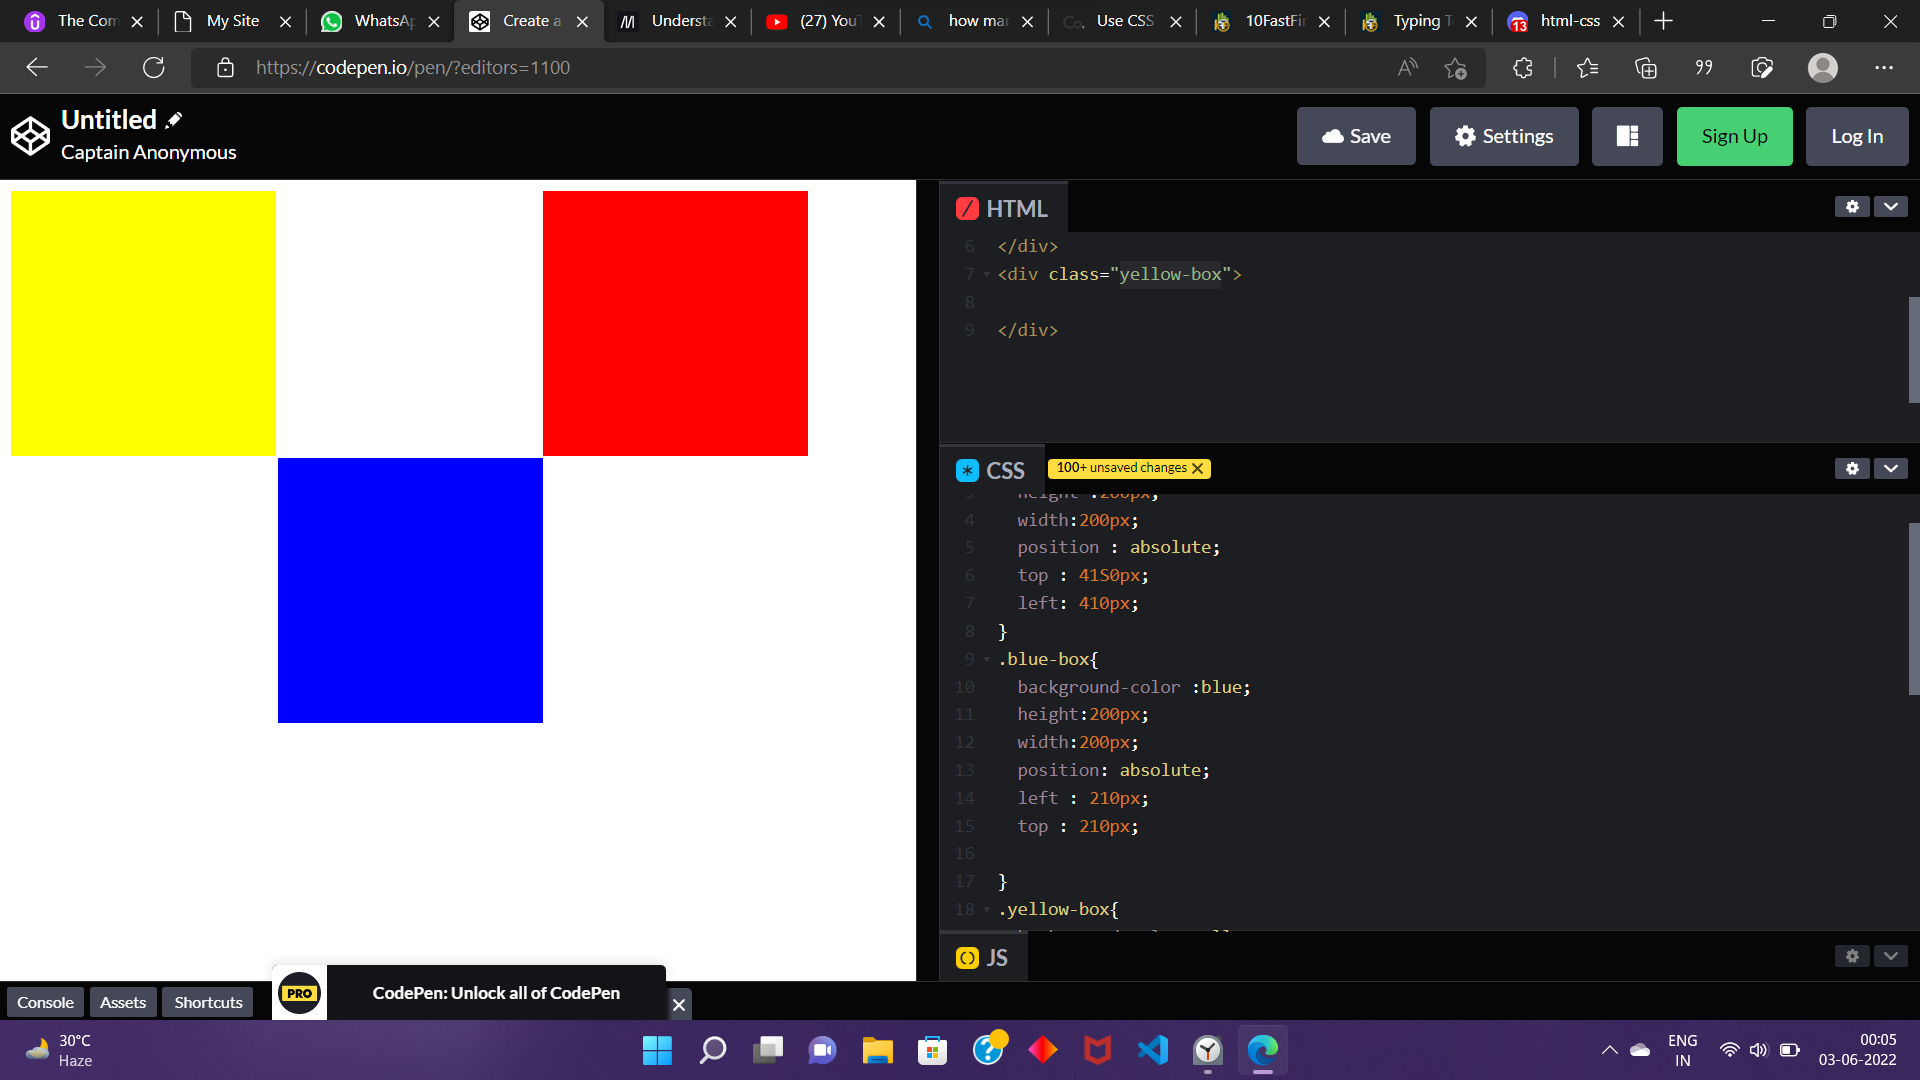 The Com
My Site
WhatsAp
Create a
Understa
(27) YouT
how mar
Use CSS
10FastFi
Typing T
13
html-css
https://codepen.io/pen/?editors=1100
Untitled
Captain Anonymous
Save
Settings
Sign Up
Log In
HTML
6 </div>
7 <div class="yellow-box">
8
9 </div>
CSS
100+ unsaved changes
3 height :200px;
4 width:200px;
5 position : absolute;
6 top : 41S0px;
7 left: 410px;
8 }
9 .blue-box{
10 background-color :blue;
11 height:200px;
12 width:200px;
13 position: absolute;
14 left : 210px;
15 top : 210px;
16
17 }
18 .yellow-box{
JS
Console
Assets
Shortcuts
PRO
CodePen: Unlock all of CodePen
30°C
Haze
ENG
IN
00:05
03-06-2022